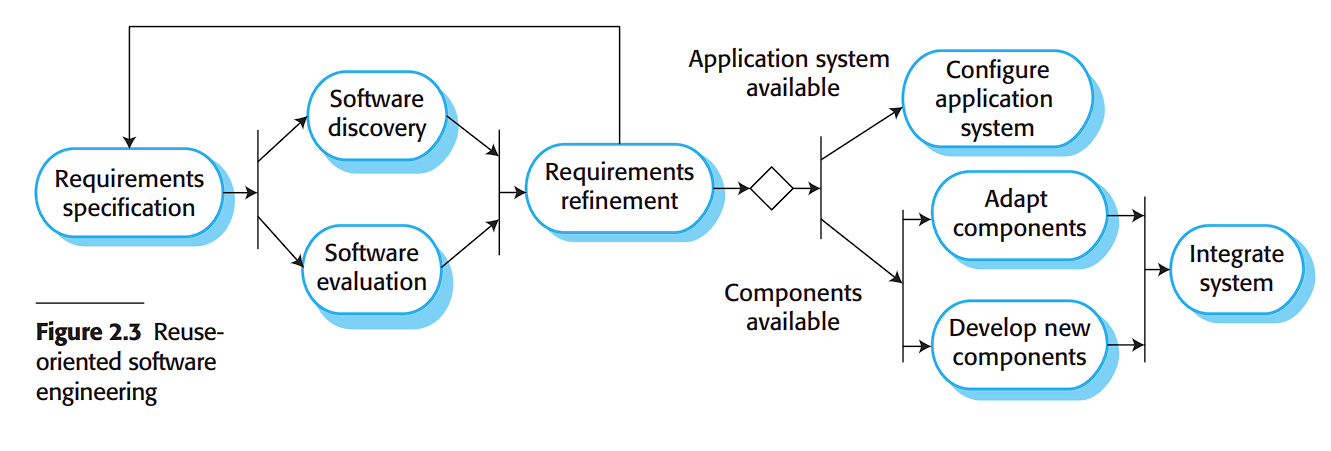 Requirements
specification
Software
discovery
Software
evaluation
Requirements
refinement
Application system
available
Configure
application
system
Components
available
Adapt
components
Develop new
components
Integrate
system
Figure 2.3 Reuse-
oriented software
engineering